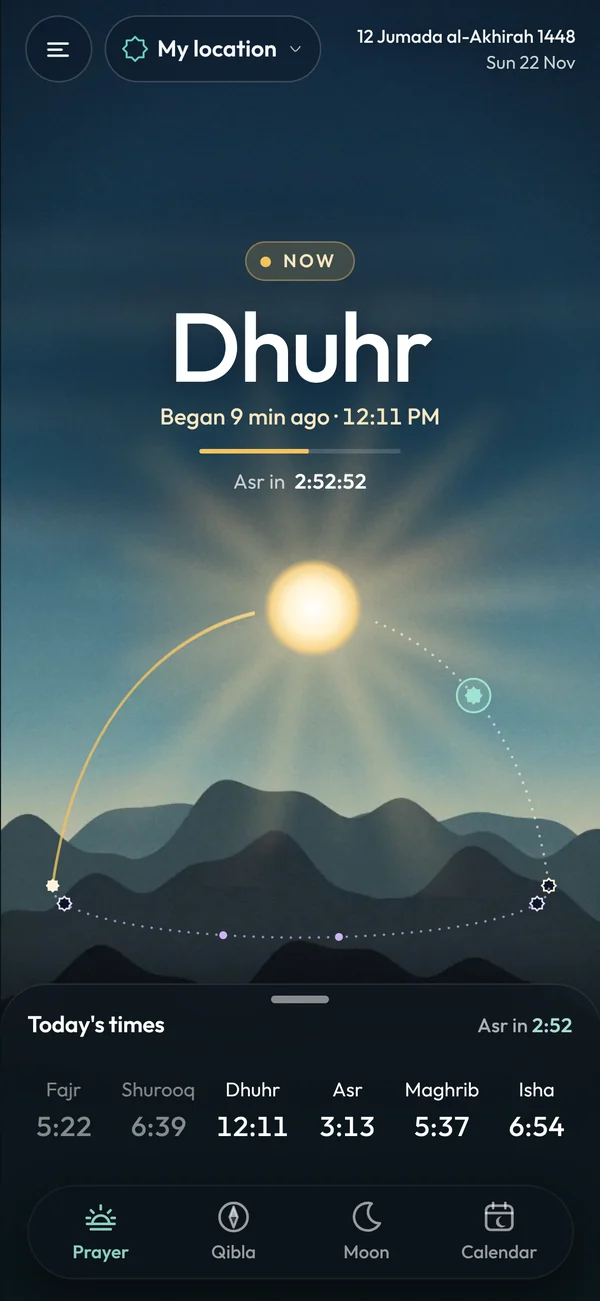 My location
12 Jumada al-Akhirah 1448
Sun 22 Nov
NOW
Dhuhr
Began 9 min ago · 12:11 PM
Asr in 2:52:52
Today's times
Asr in 2:52
Fajr Shurooq Dhuhr Asr Maghrib Isha
5:22 6:39 12:11 3:13 5:37 6:54
Prayer Qibla Moon Calendar